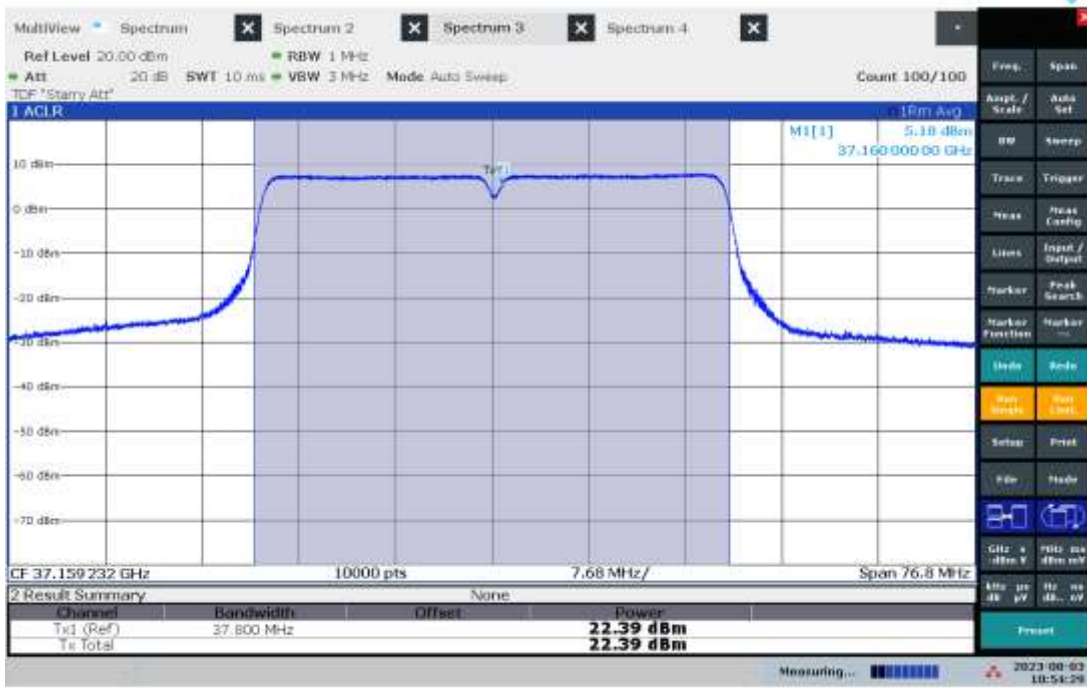 MultiView Spectrum Spectrum 2 Spectrum 3 Spectrum 4
Ref Level 20.00 dBm RBW 1 MHz
Att 20 dB SWT 10 ms VBW 3 MHz Mode Auto Sweep Count 100/100
TDF "Starry Att"
1 ACLR 1Rm Avg
M1[1] 5.18 dBm
37.160 000 00 GHz
10 dBm
0 dBm
-10 dBm
-20 dBm
-30 dBm
-40 dBm
-50 dBm
-60 dBm
-70 dBm
CF 37.159232 GHz 10000 pts 7.68 MHz/ Span 76.8 MHz
2 Result Summary None
Channel Bandwidth Offset Power
Tx1 (Ref) 37.800 MHz 22.39 dBm
Tx Total 22.39 dBm
Measuring...
10:54:29
Freq. Span
Ampt. / Scale Auto Set
BW Sweep
Trace Trigger
Meas Meas Config
Lines Input / Output
Marker Peak Search
Marker Function Marker
Undo Redo
Run Single Run Cont.
Setup Print
File Mode
Preset